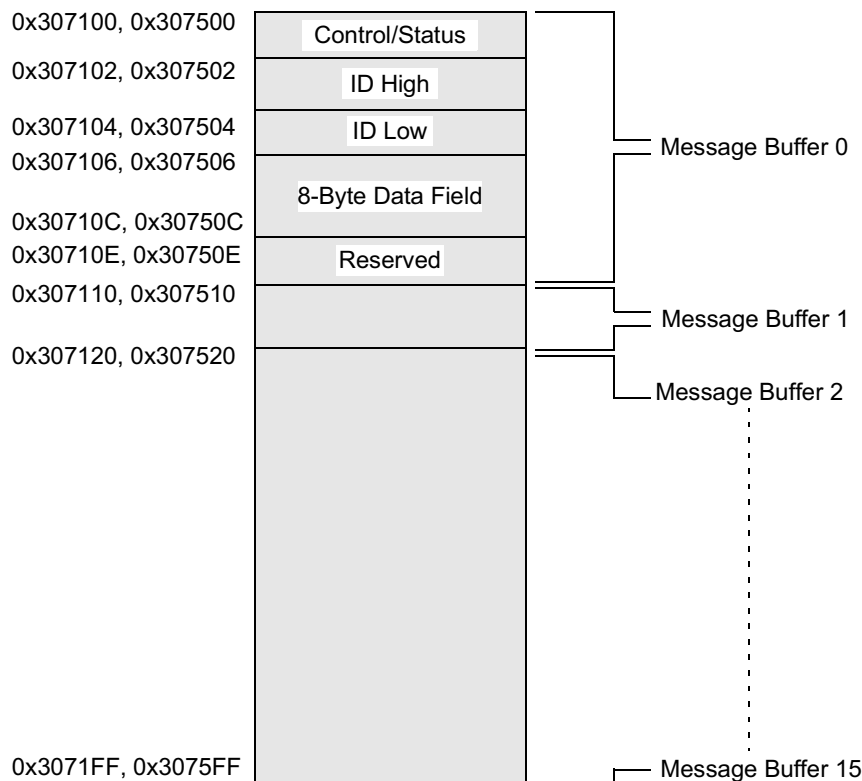 0x307100, 0x307500
Control/Status
0x307102, 0x307502
ID High
0x307104, 0x307504
ID Low
0x307106, 0x307506
Message Buffer 0
8-Byte Data Field
0x30710C, 0x30750C
0x30710E, 0x30750E
Reserved
0x307110, 0x307510
Message Buffer 1
0x307120, 0x307520
Message Buffer 2
0x3071FF, 0x3075FF
Message Buffer 15